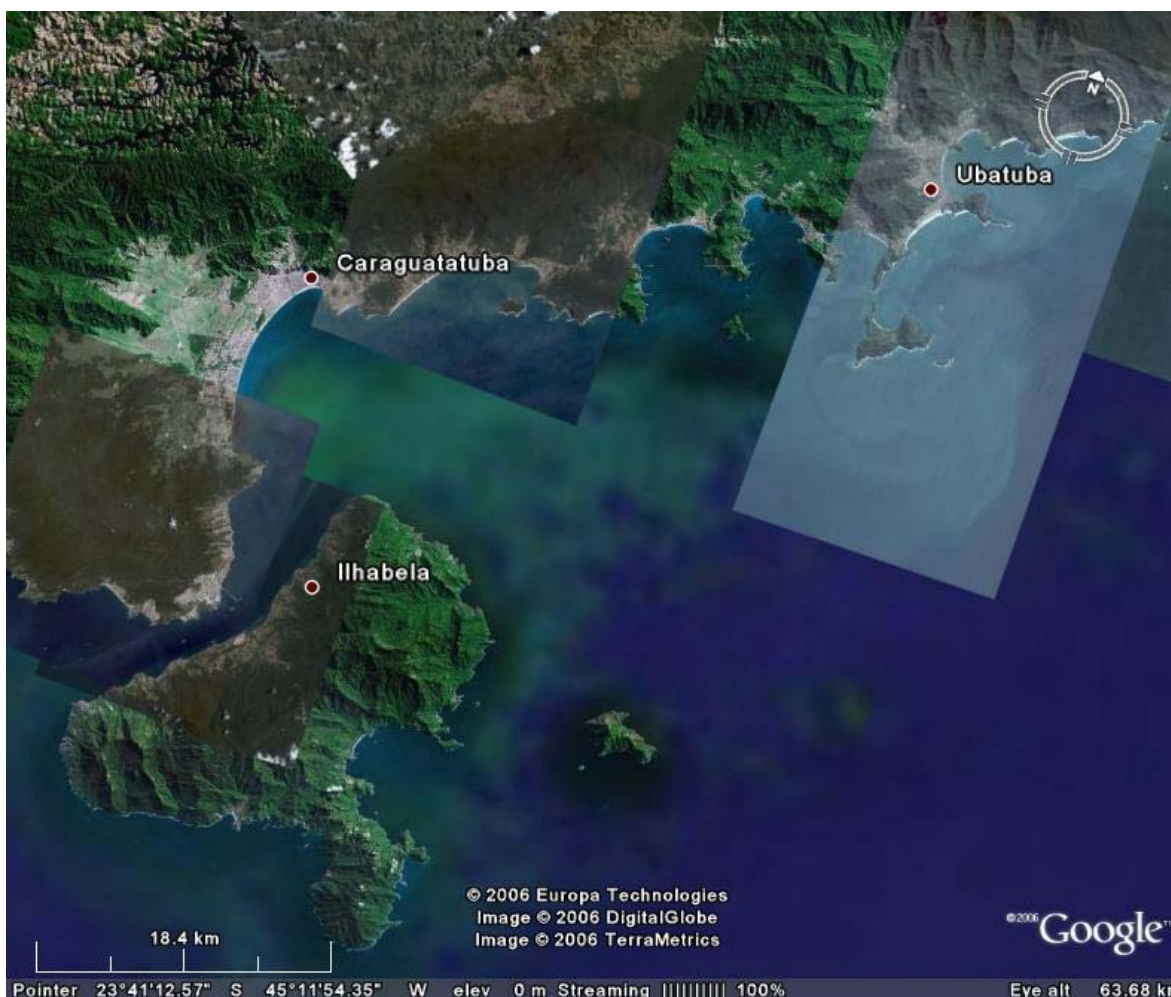 N
Ubatuba
Caraguatatuba
Ilhabela
© 2006 Europa Technologies
Image © 2006 DigitalGlobe
Image © 2006 TerraMetrics
©2006 Google™
18.4 km
Pointer 23°41'12.57" S 45°11'54.35" W elev 0 m Streaming |||||||||| 100% Eye alt 63.68 km